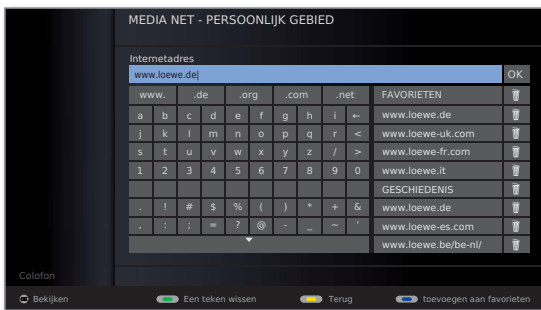 MEDIA NET - PERSOONLIJK GEBIED
Internetadres
www.loewe.de
OK
www. .de .org .com .net FAVORIETEN
a b c d e f g h i ← www.loewe.de
j k l m n o p q r < www.loewe-uk.com
s t u v w x y z / > www.loewe-fr.com
1 2 3 4 5 6 7 8 9 0 www.loewe.it
GESCHIEDENIS
. ! # $ % ( ) * + & www.loewe.de
, : ; = ? @ - _ ~ ' www.loewe-es.com
www.loewe.be/be-nl/
Colofon
Bekijken Een teken wissen Terug toevoegen aan favorieten